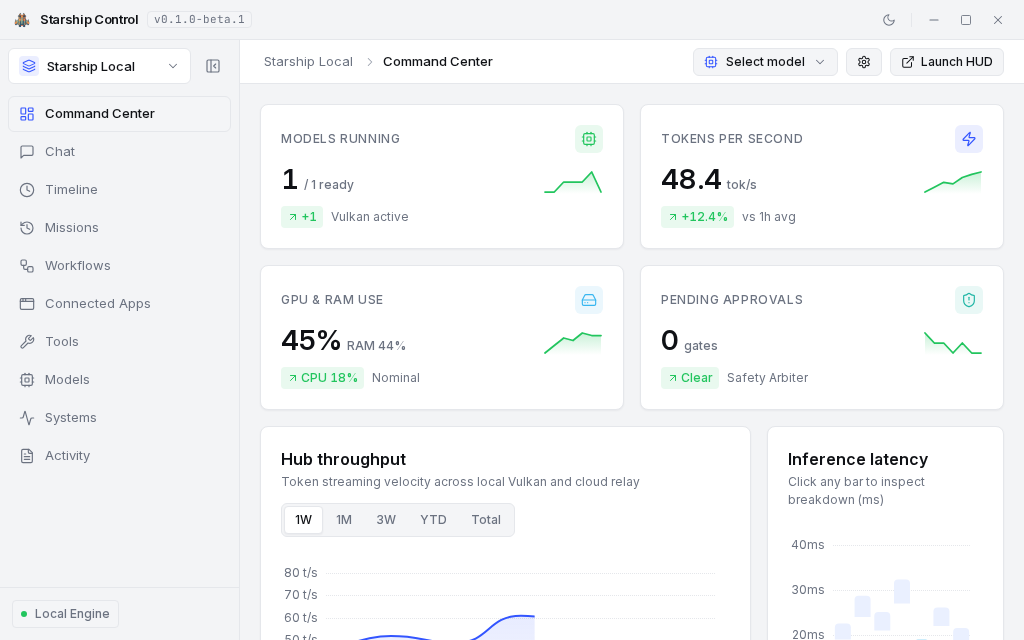 Starship Control v0.1.0-beta.1
Starship Local
Command Center
Chat
Timeline
Missions
Workflows
Connected Apps
Tools
Models
Systems
Activity
Local Engine
Starship Local > Command Center
Select model
Launch HUD
MODELS RUNNING
1 / 1 ready
+1 Vulkan active
TOKENS PER SECOND
48.4 tok/s
+12.4% vs 1h avg
GPU & RAM USE
45% RAM 44%
CPU 18% Nominal
PENDING APPROVALS
0 gates
Clear Safety Arbiter
Hub throughput
Token streaming velocity across local Vulkan and cloud relay
1W 1M 3W YTD Total
80 t/s
70 t/s
60 t/s
50 t/s
Inference latency
Click any bar to inspect
breakdown (ms)
40ms
30ms
20ms